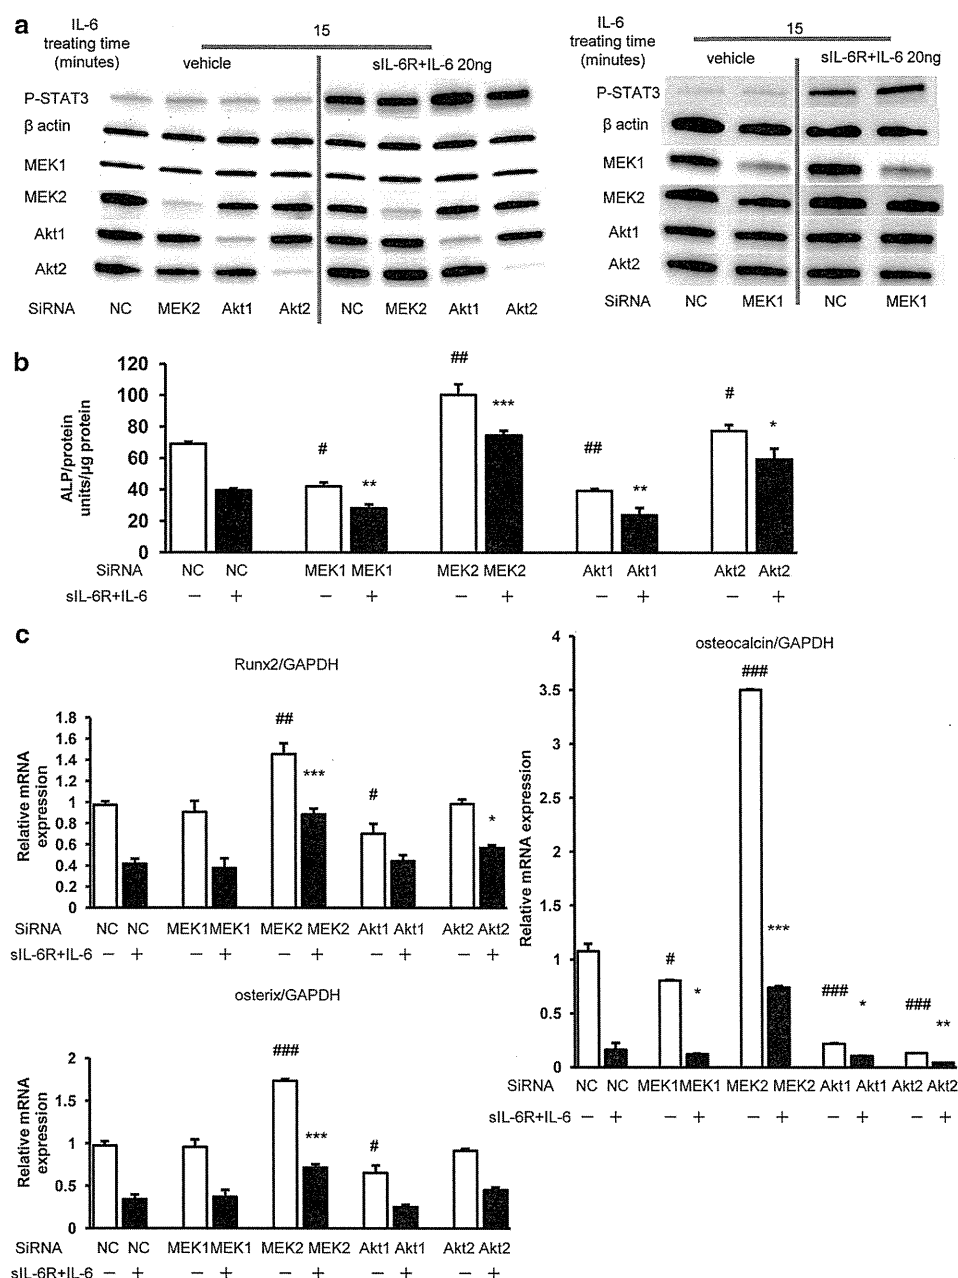 a
IL-6
treating time
(minutes)
15
vehicle
sIL-6R+IL-6 20ng
P-STAT3
β actin
MEK1
MEK2
Akt1
Akt2
SiRNA NC MEK2 Akt1 Akt2 NC MEK2 Akt1 Akt2
IL-6
treating time
(minutes)
15
vehicle
sIL-6R+IL-6 20ng
P-STAT3
β actin
MEK1
MEK2
Akt1
Akt2
SiRNA NC MEK1 NC MEK1
b
ALP/protein
units/μg protein
120
100
80
60
40
20
0
# ** ## *** ## ** # *
SiRNA NC NC MEK1 MEK1 MEK2 MEK2 Akt1 Akt1 Akt2 Akt2
sIL-6R+IL-6 − + − + − + − + − +
c
Runx2/GAPDH
Relative mRNA
expression
1.8
1.6
1.4
1.2
1
0.8
0.6
0.4
0.2
0
## *** # *
SiRNA NC NC MEK1 MEK1 MEK2 MEK2 Akt1 Akt1 Akt2 Akt2
sIL-6R+IL-6 − + − + − + − + − +
osterix/GAPDH
Relative mRNA
expression
2
1.5
1
0.5
0
### *** #
SiRNA NC NC MEK1 MEK1 MEK2 MEK2 Akt1 Akt1 Akt2 Akt2
sIL-6R+IL-6 − + − + − + − + − +
osteocalcin/GAPDH
Relative mRNA expression
4
3.5
3
2.5
2
1.5
1
0.5
0
# * ### *** ### * ### **
SiRNA NC NC MEK1 MEK1 MEK2 MEK2 Akt1 Akt1 Akt2 Akt2
sIL-6R+IL-6 − + − + − + − + − +